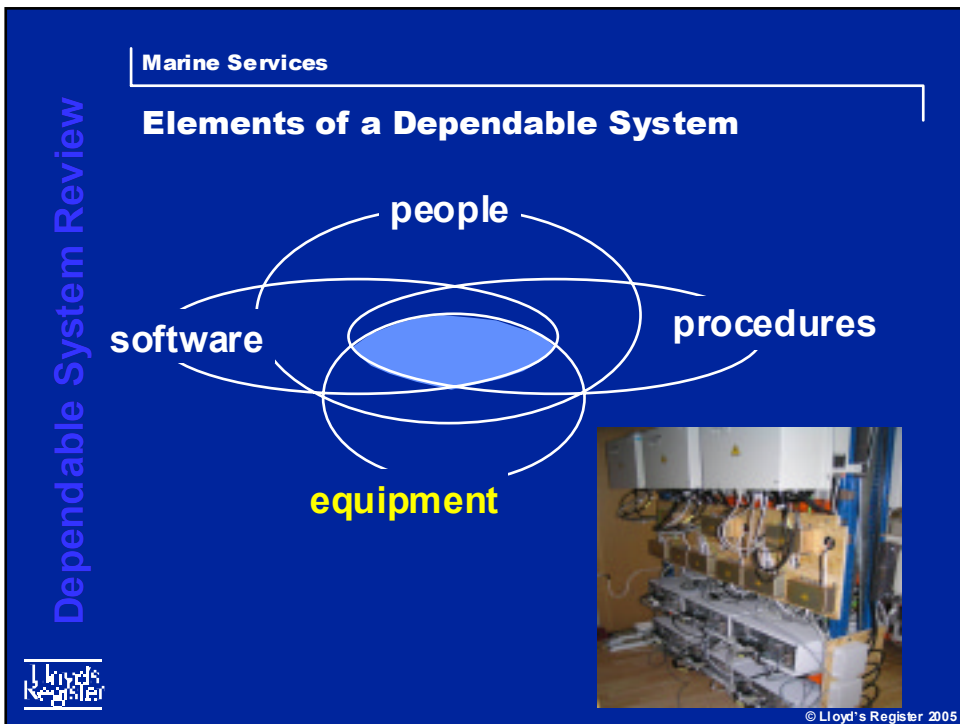 Marine Services
Elements of a Dependable System
Dependable System Review
people
software
procedures
equipment
Lloyd's
Register
© Lloyd's Register 2005